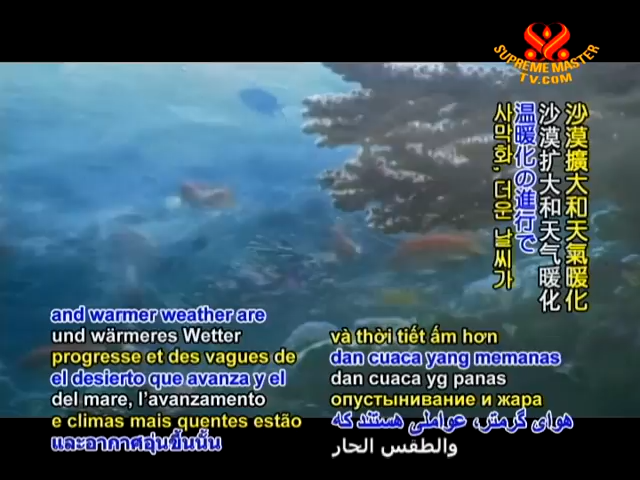 SUPREME MASTER
TV.COM
沙漠擴大和天氣暖化
沙漠扩大和天气暖化
温暖化の進行で
사막화, 더운 날씨가
and warmer weather are
und wärmeres Wetter
progresse et des vagues de
el desierto que avanza y el
del mare, l'avanzamento
e climas mais quentes estão
และอากาศอุ่นขึ้นนั้น
và thời tiết ấm hơn
dan cuaca yang memanas
dan cuaca yg panas
опустынивание и жара
هوای گرمتر، عواملی هستند که
والطقس الحار